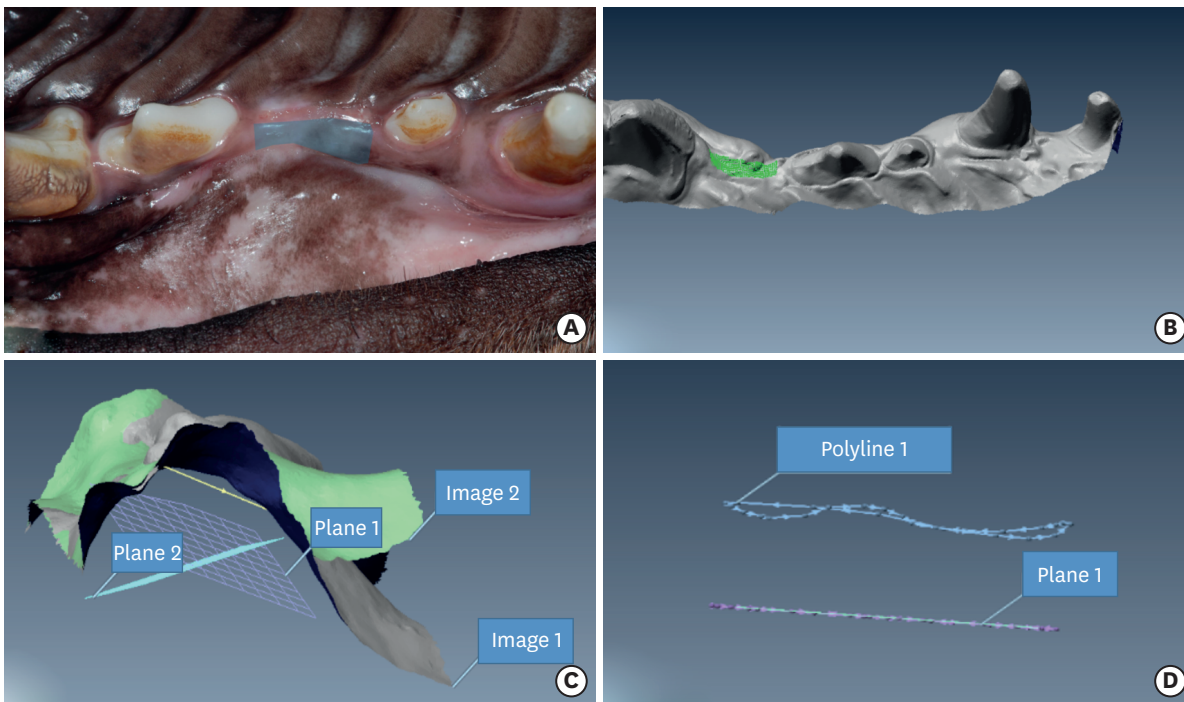 A
B
Image 2
Plane 1
Plane 2
Image 1
C
Polyline 1
Plane 1
D